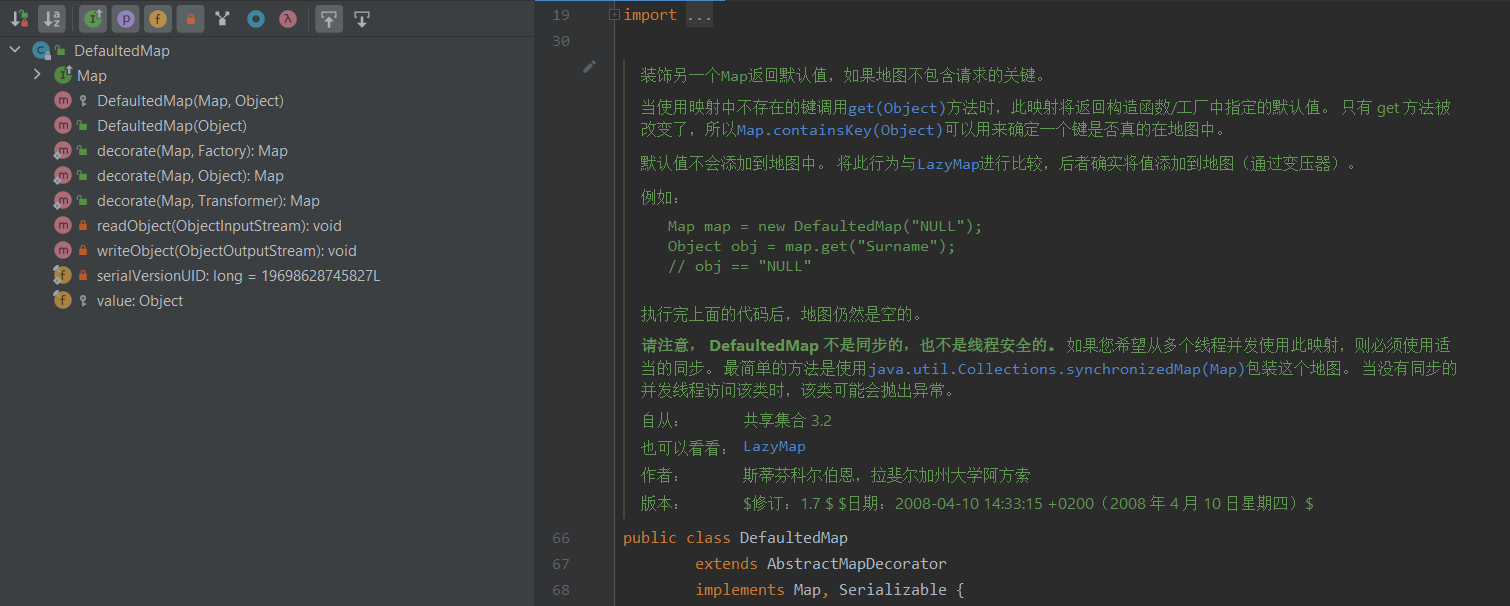 DefaultedMap
Map
DefaultedMap(Map, Object)
DefaultedMap(Object)
decorate(Map, Factory): Map
decorate(Map, Object): Map
decorate(Map, Transformer): Map
readObject(ObjectInputStream): void
writeObject(ObjectOutputStream): void
serialVersionUID: long = 19698628745827L
value: Object
19 import ...
30
装饰另一个Map返回默认值，如果地图不包含请求的关键。
当使用映射中不存在的键调用get(Object)方法时，此映射将返回构造函数/工厂中指定的默认值。 只有 get 方法被
改变了，所以Map.containsKey(Object)可以用来确定一个键是否真的在地图中。
默认值不会添加到地图中。 将此行为与LazyMap进行比较，后者确实将值添加到地图（通过变压器）。
例如：
Map map = new DefaultedMap("NULL");
Object obj = map.get("Surname");
// obj == "NULL"
执行完上面的代码后，地图仍然是空的。
请注意， DefaultedMap 不是同步的，也不是线程安全的。 如果您希望从多个线程并发使用此映射，则必须使用适
当的同步。 最简单的方法是使用java.util.Collections.synchronizedMap(Map)包装这个地图。 当没有同步的
并发线程访问该类时，该类可能会抛出异常。
自从： 共享集合 3.2
也可以看看： LazyMap
作者： 斯蒂芬科尔伯恩，拉斐尔加州大学阿方索
版本： $修订：1.7 $ $日期：2008-04-10 14:33:15 +0200（2008 年 4 月 10 日星期四）$
66 public class DefaultedMap
67 extends AbstractMapDecorator
68 implements Map, Serializable {